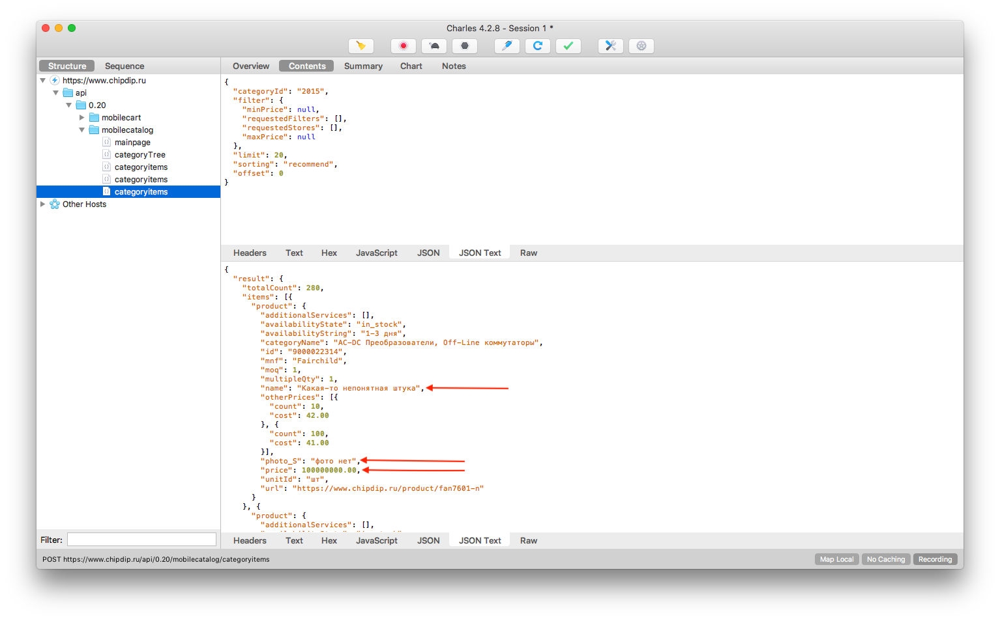 Charles 4.2.8 - Session 1 *
Structure Sequence
Overview Contents Summary Chart Notes
https://www.chipdip.ru
api
0.20
mobilecart
mobilecatalog
mainpage
categoryTree
categoryitems
categoryitems
categoryitems
Other Hosts
Filter:
{
"categoryId": "2015",
"filter": {
"minPrice": null,
"requestedFilters": [],
"requestedStores": [],
"maxPrice": null
},
"limit": 20,
"sorting": "recommend",
"offset": 0
}
Headers Text Hex JavaScript JSON JSON Text Raw
{
"result": {
"totalCount": 280,
"items": [{
"product": {
"additionalServices": [],
"availabilityState": "in_stock",
"availabilityString": "1-3 дня",
"categoryName": "AC-DC Преобразователи, Off-Line коммутаторы",
"id": "9000022314",
"mnf": "Fairchild",
"moq": 1,
"multipleQty": 1,
"name": "Какая-то непонятная штука",
"otherPrices": [{
"count": 10,
"cost": 42.00
}, {
"count": 100,
"cost": 41.00
}],
"photo_S": "фото нет",
"price": 100000000.00,
"unitId": "шт",
"url": "https://www.chipdip.ru/product/fan7601-n"
}
}, {
"product": {
"additionalServices": [],
Headers Text Hex JavaScript JSON JSON Text Raw
POST https://www.chipdip.ru/api/0.20/mobilecatalog/categoryitems
Map Local No Caching Recording